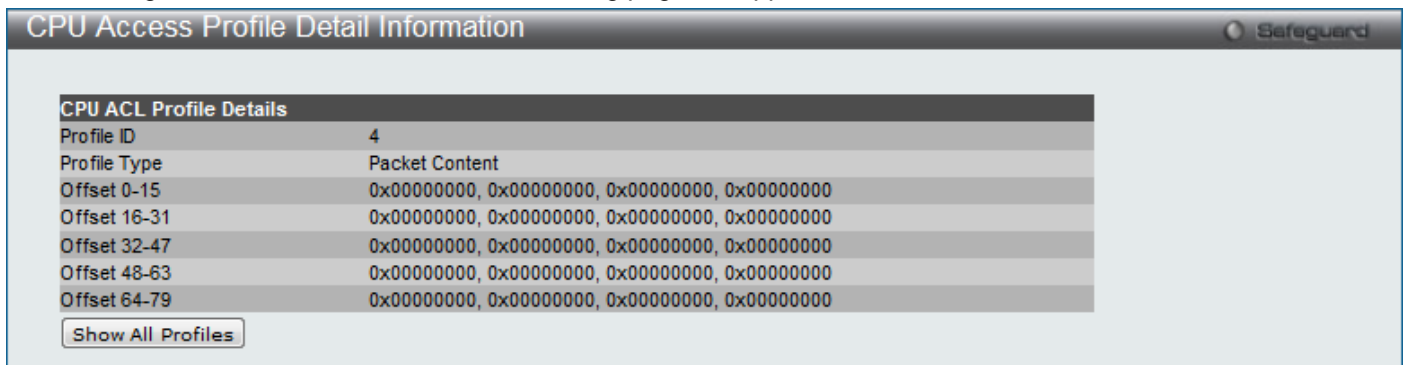 CPU Access Profile Detail Information
Safeguard
CPU ACL Profile Details
Profile ID 4
Profile Type Packet Content
Offset 0-15 0x00000000, 0x00000000, 0x00000000, 0x00000000
Offset 16-31 0x00000000, 0x00000000, 0x00000000, 0x00000000
Offset 32-47 0x00000000, 0x00000000, 0x00000000, 0x00000000
Offset 48-63 0x00000000, 0x00000000, 0x00000000, 0x00000000
Offset 64-79 0x00000000, 0x00000000, 0x00000000, 0x00000000
Show All Profiles